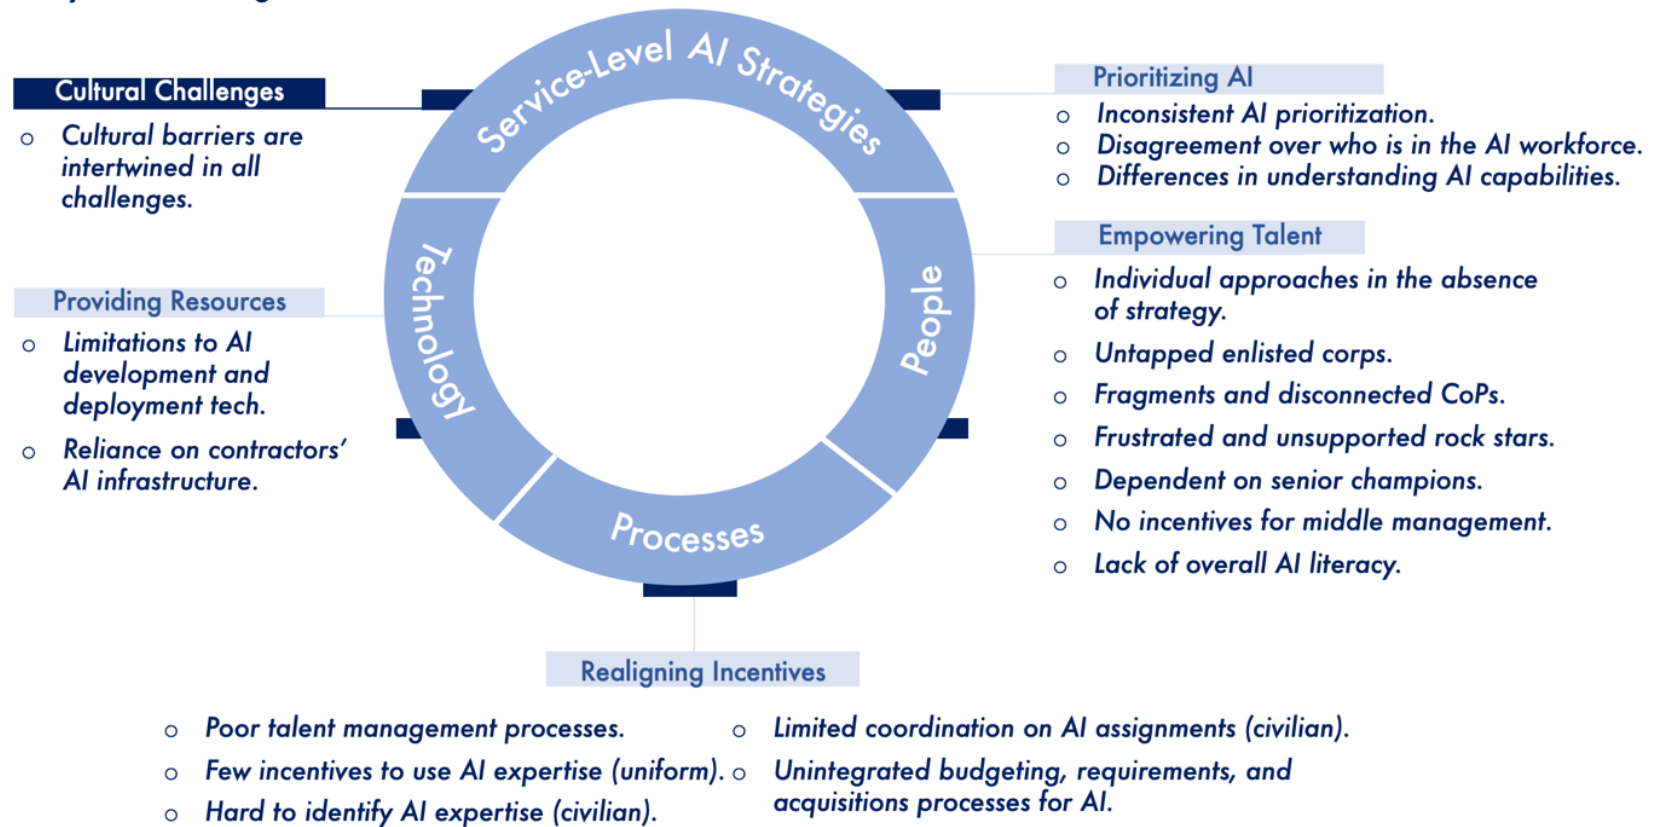 Service-Level AI Strategies
Cultural Challenges
○ Cultural barriers are
intertwined in all
challenges.
Prioritizing AI
○ Inconsistent AI prioritization.
○ Disagreement over who is in the AI workforce.
○ Differences in understanding AI capabilities.
Technology
People
Providing Resources
○ Limitations to AI
development and
deployment tech.
○ Reliance on contractors’
AI infrastructure.
Empowering Talent
○ Individual approaches in the absence
of strategy.
○ Untapped enlisted corps.
○ Fragments and disconnected CoPs.
○ Frustrated and unsupported rock stars.
○ Dependent on senior champions.
○ No incentives for middle management.
○ Lack of overall AI literacy.
Processes
Realigning Incentives
○ Poor talent management processes.
○ Few incentives to use AI expertise (uniform).
○ Hard to identify AI expertise (civilian).
○ Limited coordination on AI assignments (civilian).
○ Unintegrated budgeting, requirements, and
acquisitions processes for AI.